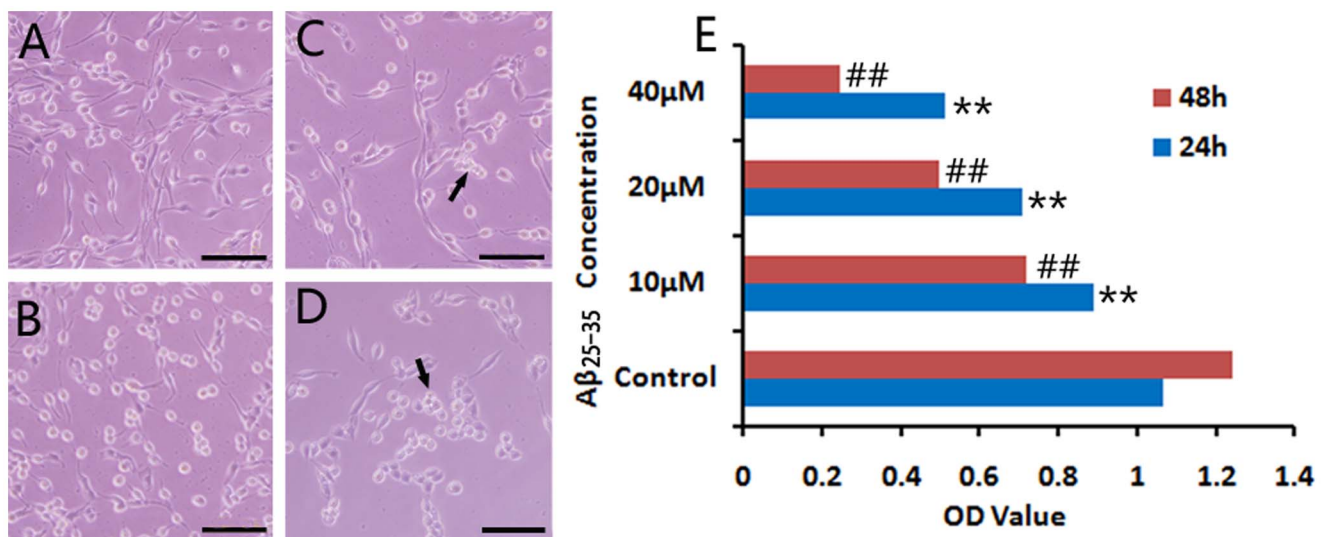 A
C
B
D
E
40μM
##
**
20μM
##
**
10μM
##
**
Control
Aβ25-35 Concentration
48h
24h
0 0.2 0.4 0.6 0.8 1 1.2 1.4
OD Value